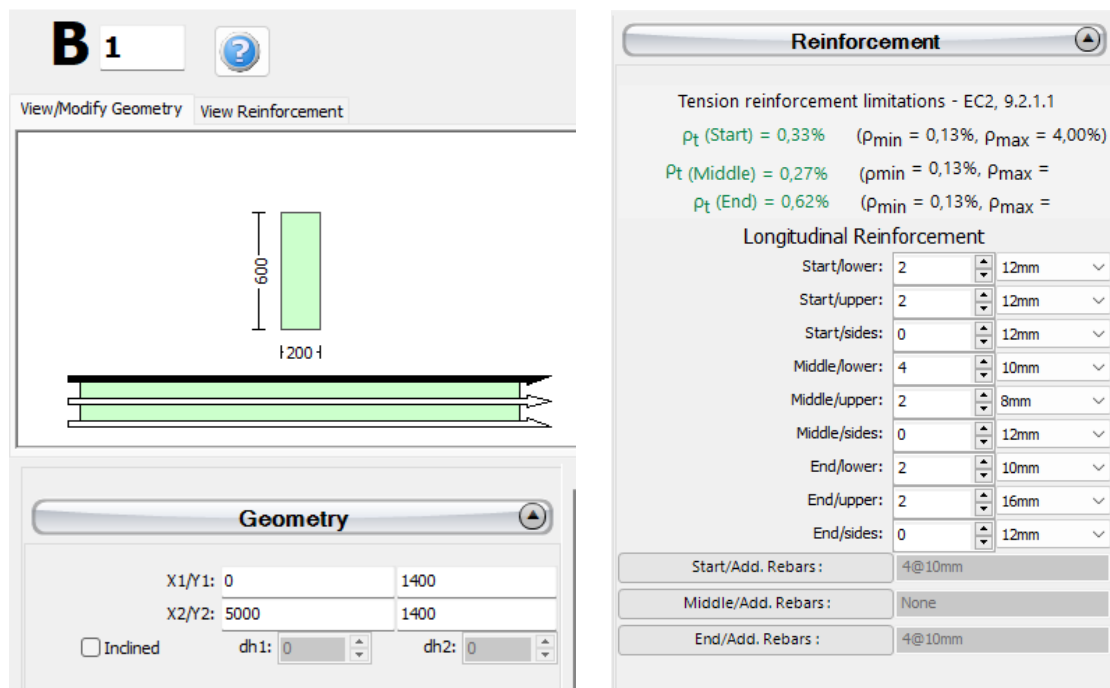 B 1
View/Modify Geometry View Reinforcement
600
200
Geometry
X1/Y1: 0 1400
X2/Y2: 5000 1400
Inclined dh1: 0 dh2: 0
Reinforcement
Tension reinforcement limitations - EC2, 9.2.1.1
ρt (Start) = 0,33% (ρmin = 0,13%, ρmax = 4,00%)
ρt (Middle) = 0,27% (ρmin = 0,13%, ρmax =
ρt (End) = 0,62% (ρmin = 0,13%, ρmax =
Longitudinal Reinforcement
Start/lower: 2 12mm
Start/upper: 2 12mm
Start/sides: 0 12mm
Middle/lower: 4 10mm
Middle/upper: 2 8mm
Middle/sides: 0 12mm
End/lower: 2 10mm
End/upper: 2 16mm
End/sides: 0 12mm
Start/Add. Rebars : 4@10mm
Middle/Add. Rebars : None
End/Add. Rebars : 4@10mm